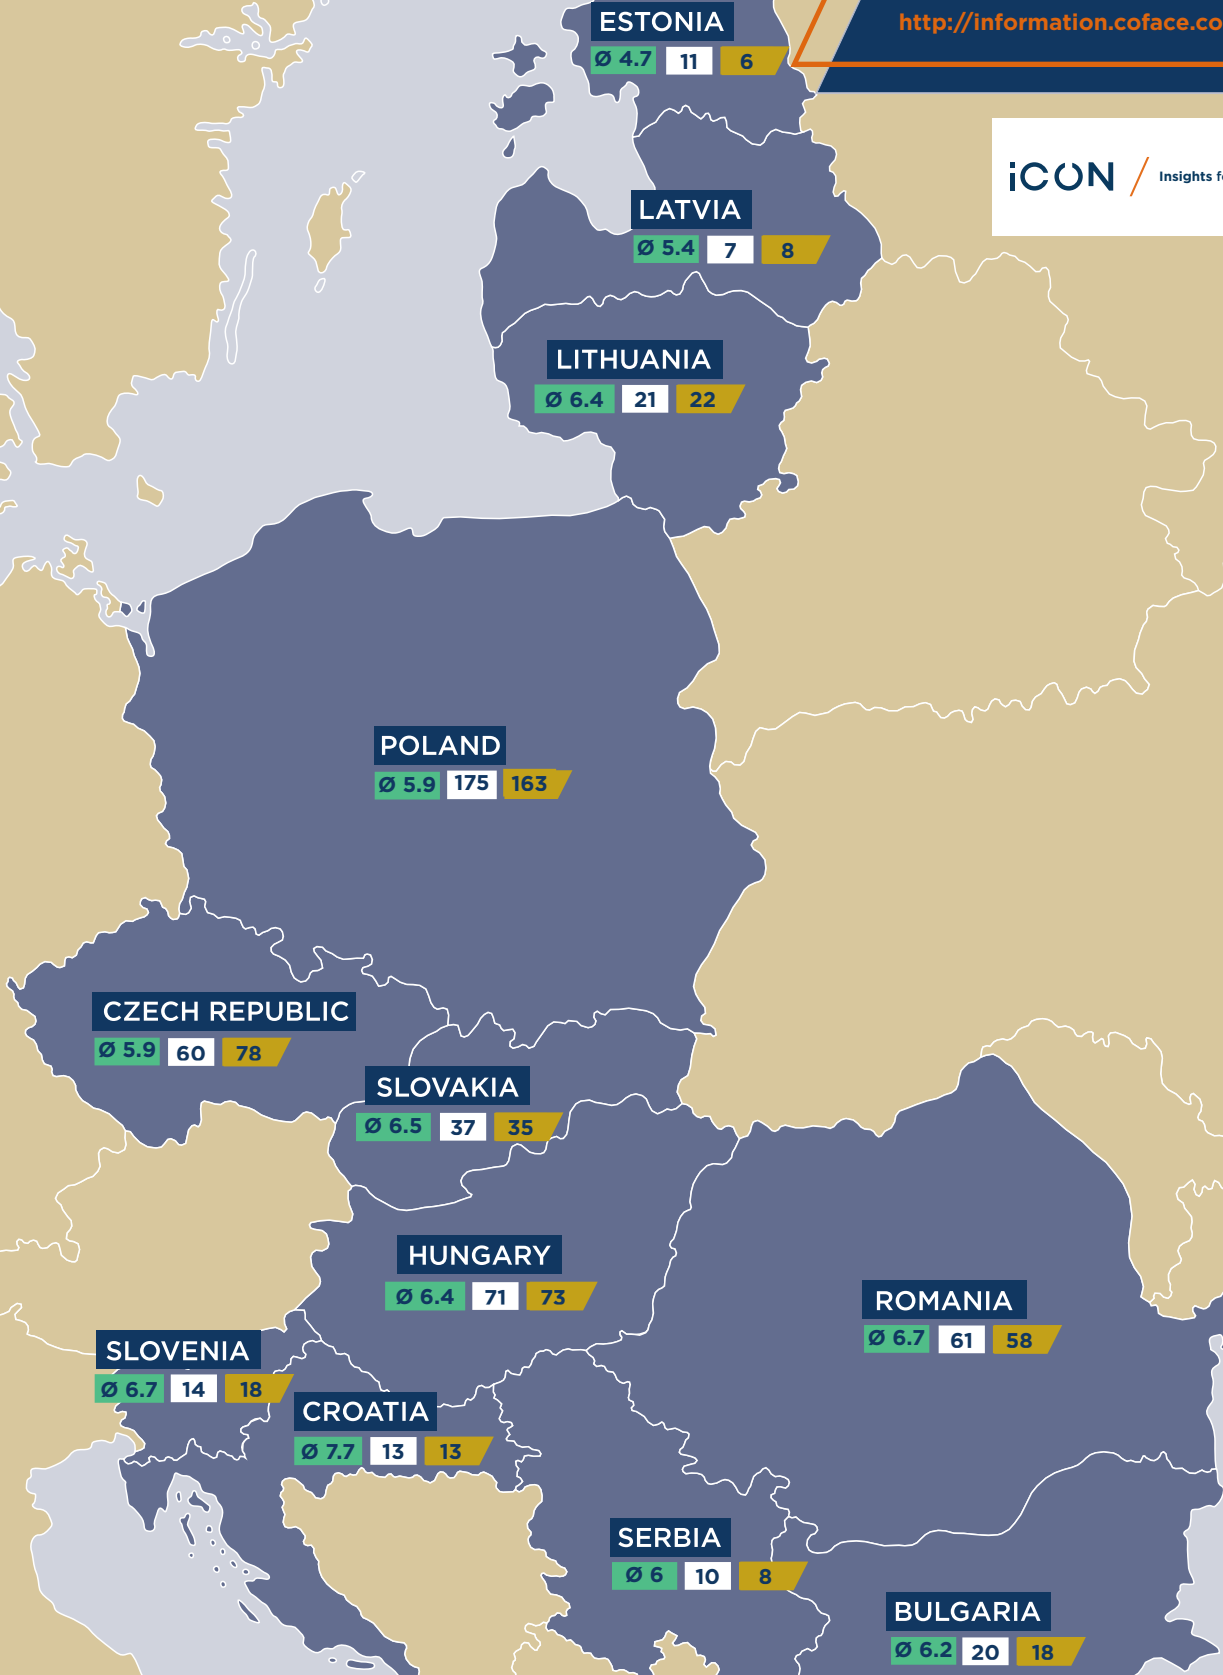 ESTONIA
Ø 4.7 11 6
http://information.coface.co
iCON / Insights fo
LATVIA
Ø 5.4 7 8
LITHUANIA
Ø 6.4 21 22
POLAND
Ø 5.9 175 163
CZECH REPUBLIC
Ø 5.9 60 78
SLOVAKIA
Ø 6.5 37 35
HUNGARY
Ø 6.4 71 73
ROMANIA
Ø 6.7 61 58
SLOVENIA
Ø 6.7 14 18
CROATIA
Ø 7.7 13 13
SERBIA
Ø 6 10 8
BULGARIA
Ø 6.2 20 18